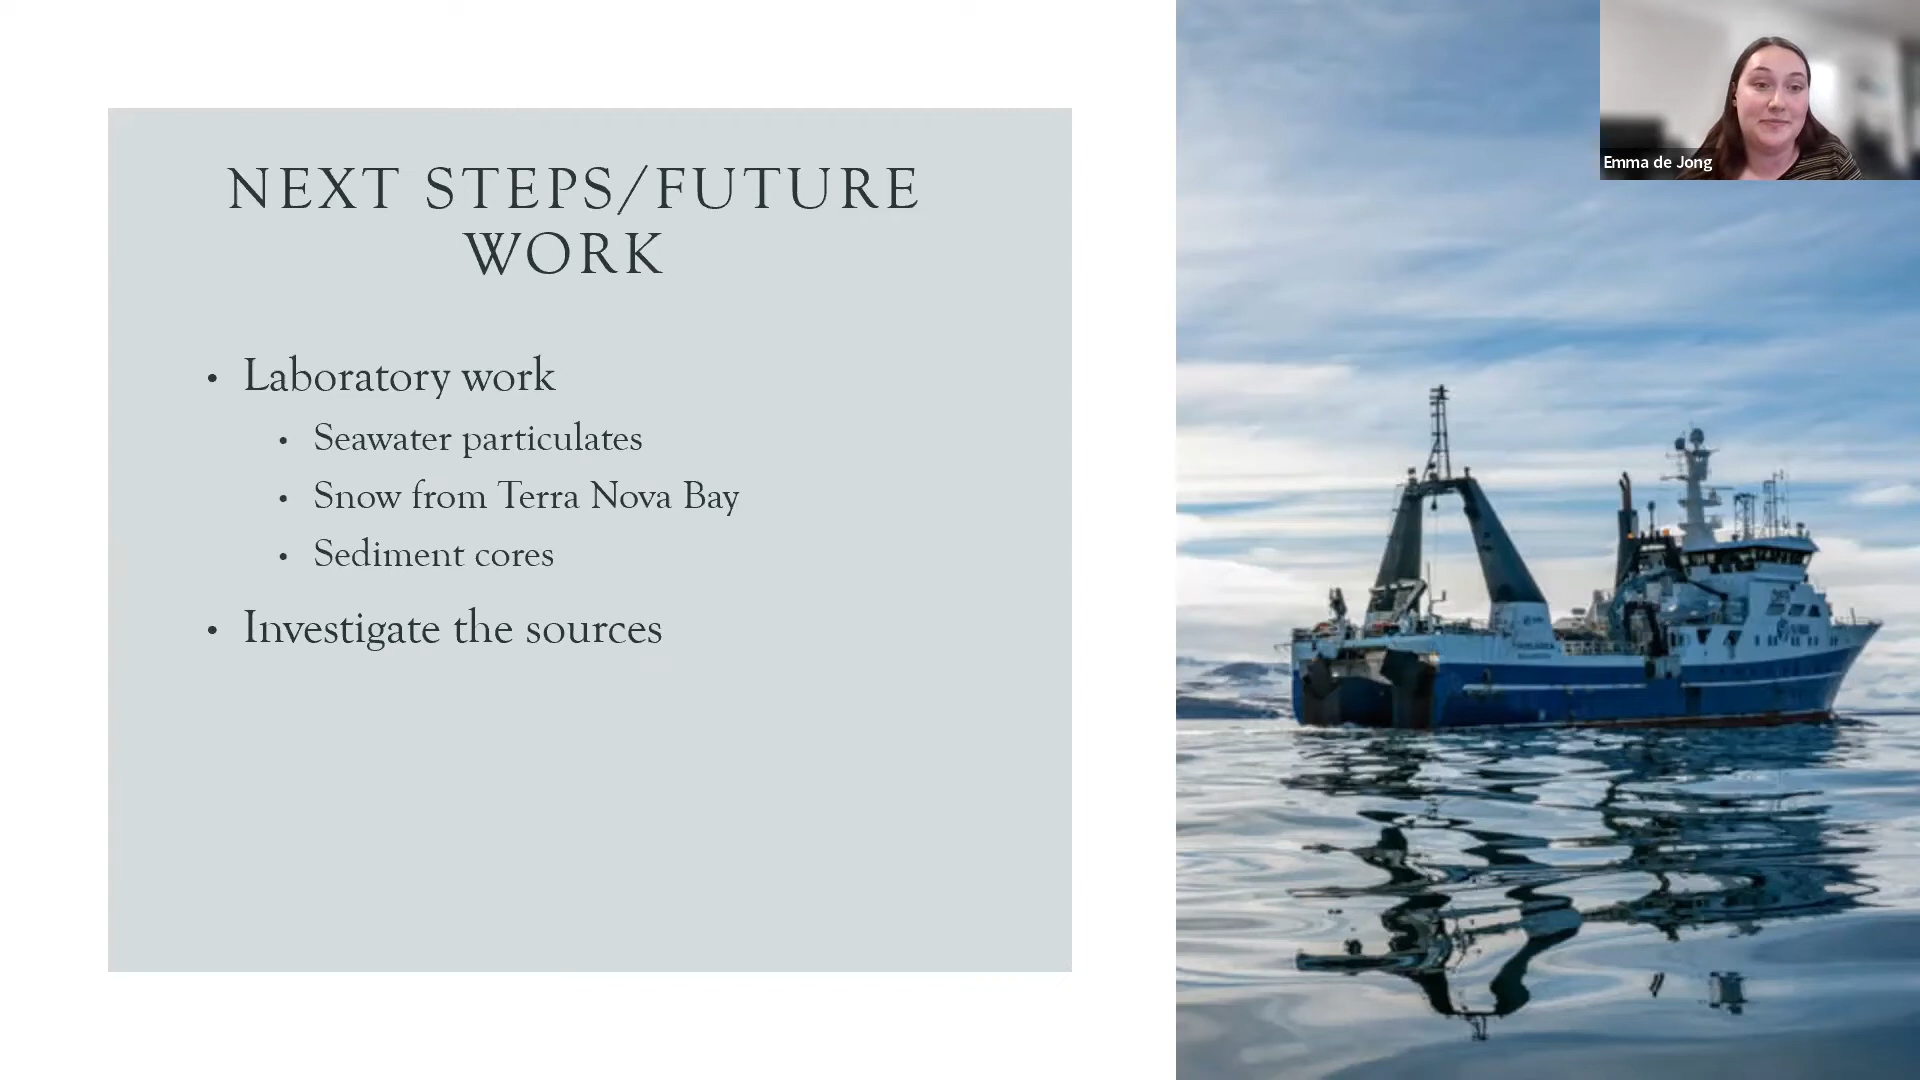 NEXT STEPS/FUTURE
WORK
• Laboratory work
• Seawater particulates
• Snow from Terra Nova Bay
• Sediment cores
• Investigate the sources
Emma de Jong